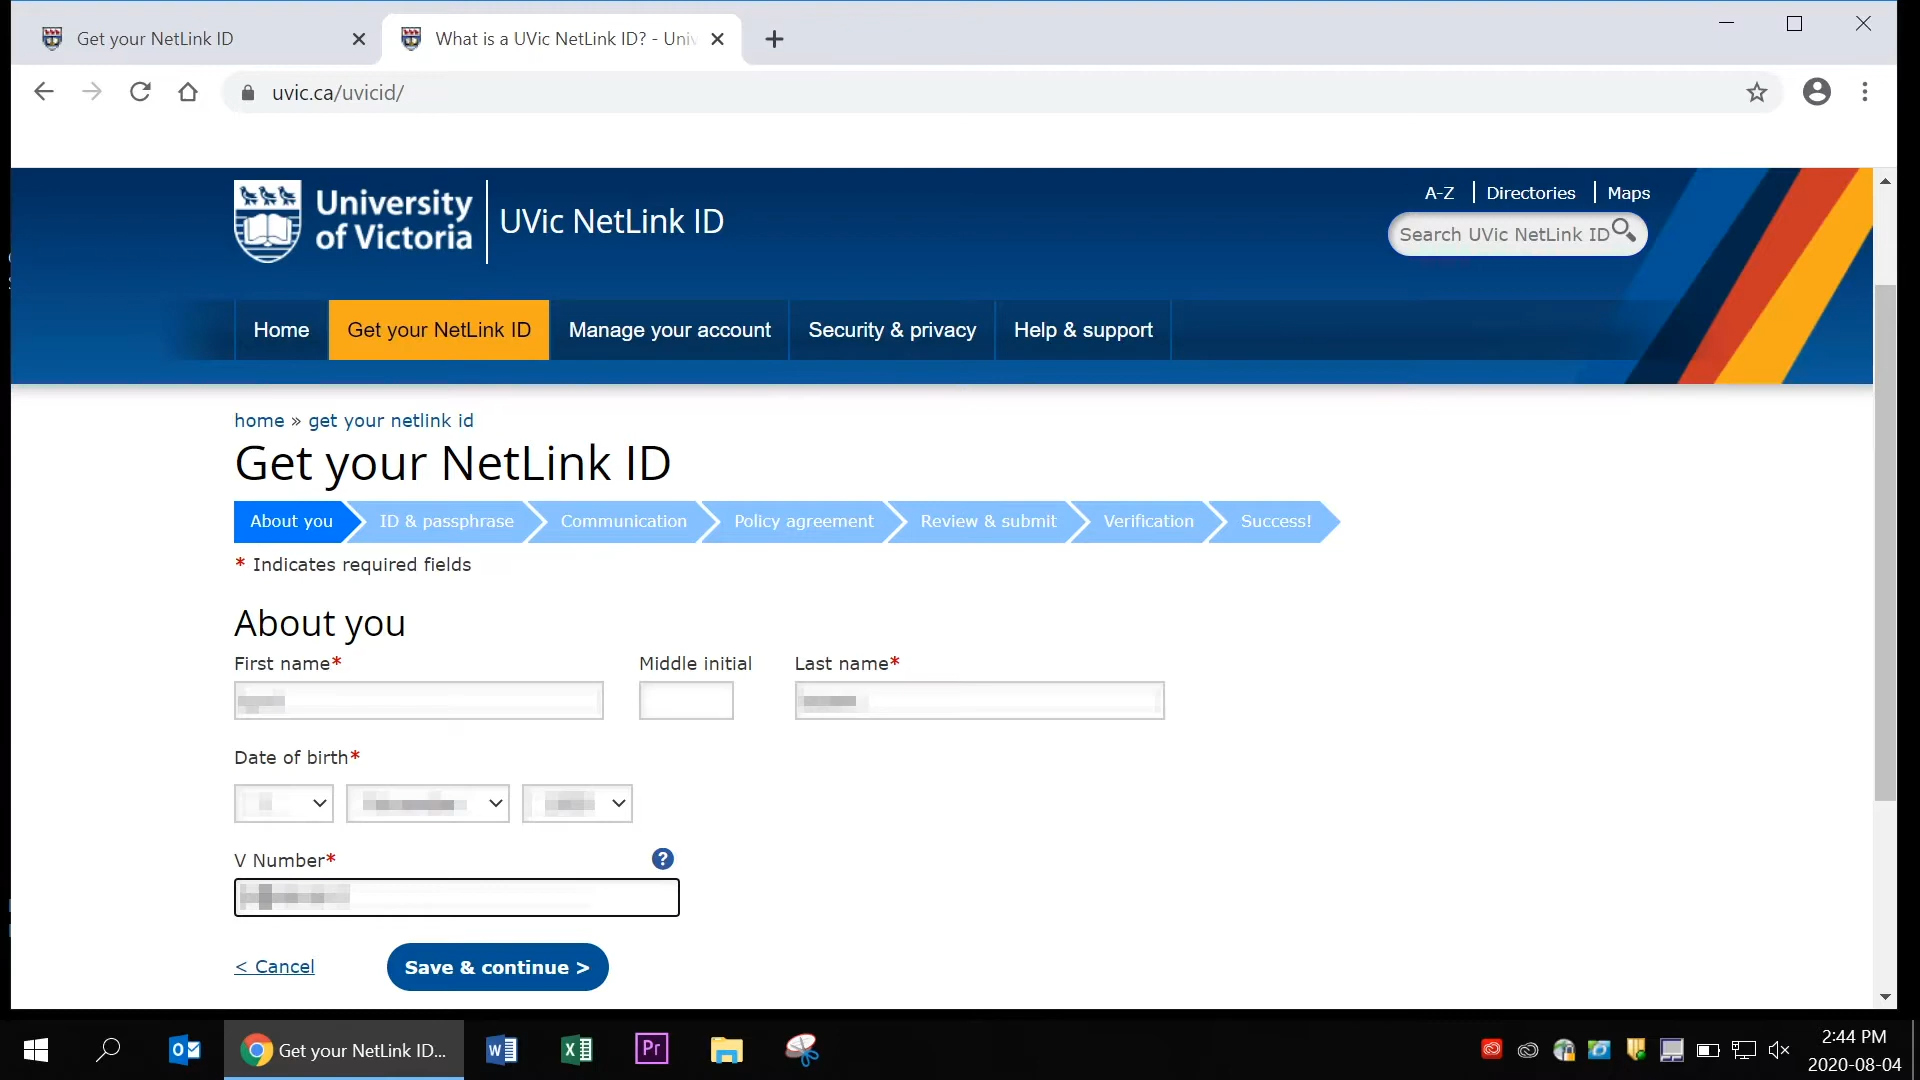 Get your NetLink ID
What is a UVic NetLink ID? - Univ
uvic.ca/uvicid/
University
of Victoria
UVic NetLink ID
A-Z
Directories
Maps
Search UVic NetLink ID
Home
Get your NetLink ID
Manage your account
Security & privacy
Help & support
home » get your netlink id
Get your NetLink ID
About you
ID & passphrase
Communication
Policy agreement
Review & submit
Verification
Success!
* Indicates required fields
About you
First name*
Middle initial
Last name*
Date of birth*
V Number*
?
< Cancel
Save & continue >
Get your NetLink ID...
Pr
2:44 PM
2020-08-04